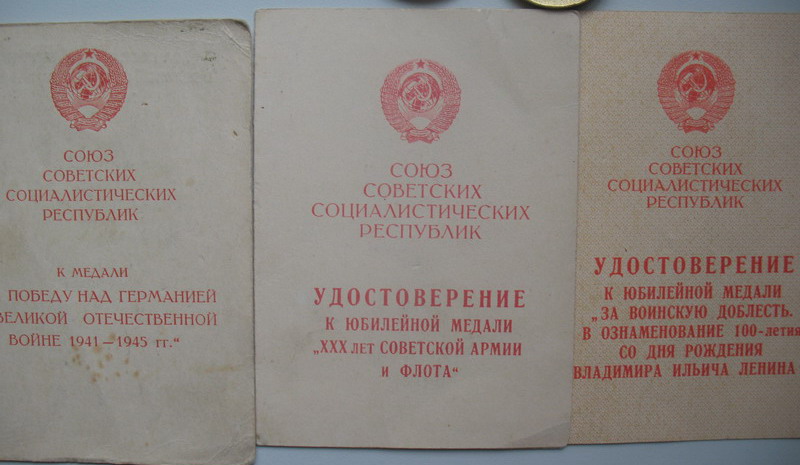 СОЮЗ
СОВЕТСКИХ
СОЦИАЛИСТИЧЕСКИХ
РЕСПУБЛИК
К МЕДАЛИ
ПОБЕДУ НАД ГЕРМАНИЕЙ
ВЕЛИКОЙ ОТЕЧЕСТВЕННОЙ
ВОЙНЕ 1941—1945 гг.“
СОЮЗ
СОВЕТСКИХ
СОЦИАЛИСТИЧЕСКИХ
РЕСПУБЛИК
УДОСТОВЕРЕНИЕ
К ЮБИЛЕЙНОЙ МЕДАЛИ
„XXX ЛЕТ СОВЕТСКОЙ АРМИИ
И ФЛОТА“
СОЮЗ
СОВЕТСКИХ
СОЦИАЛИСТИЧЕСКИХ
РЕСПУБЛИК
УДОСТОВЕРЕНИЕ
К ЮБИЛЕЙНОЙ МЕДАЛИ
„ЗА ВОИНСКУЮ ДОБЛЕСТЬ.
В ОЗНАМЕНОВАНИЕ 100-летия
СО ДНЯ РОЖДЕНИЯ
ВЛАДИМИРА ИЛЬИЧА ЛЕНИНА